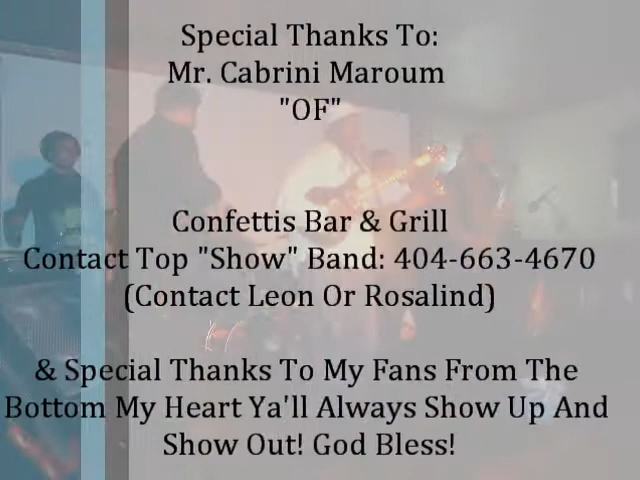 Special Thanks To:
Mr. Cabrini Maroum
"OF"
Confettis Bar & Grill
Contact Top "Show" Band: 404-663-4670
(Contact Leon Or Rosalind)
& Special Thanks To My Fans From The
Bottom My Heart Ya'll Always Show Up And
Show Out! God Bless!